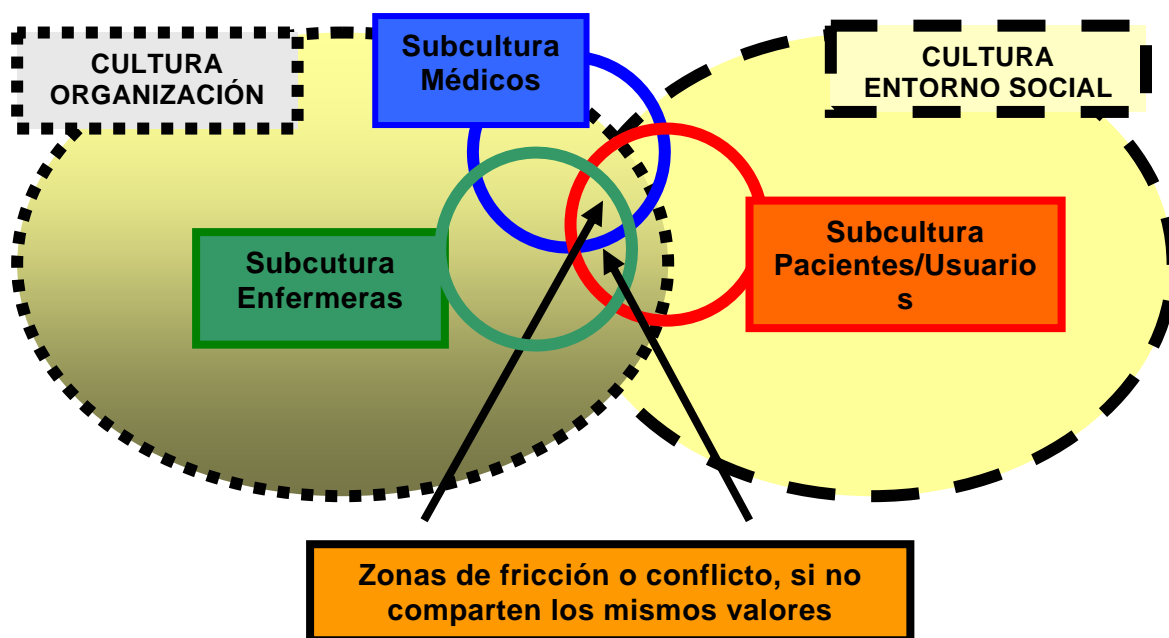 CULTURA
ORGANIZACIÓN
Subcultura
Médicos
CULTURA
ENTORNO SOCIAL
Subcutura
Enfermeras
Subcultura
Pacientes/Usuario
s
Zonas de fricción o conflicto, si no
comparten los mismos valores